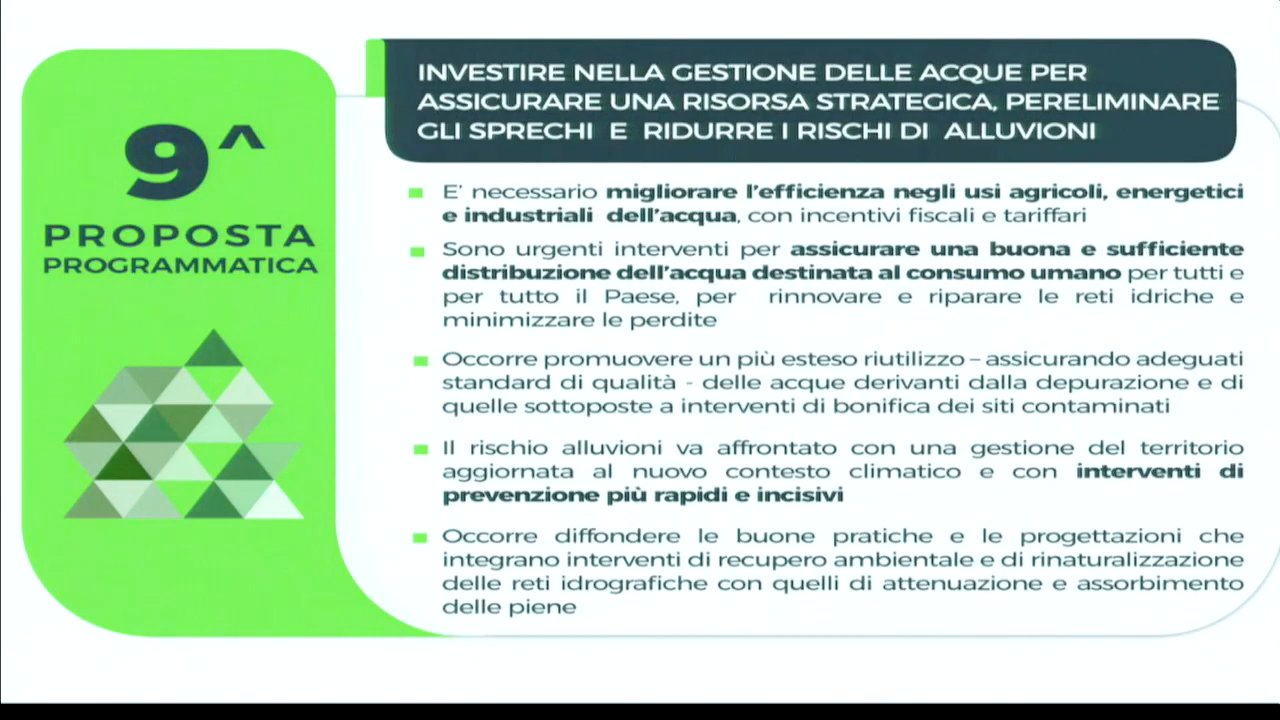 9^
PROPOSTA
PROGRAMMATICA
INVESTIRE NELLA GESTIONE DELLE ACQUE PER
ASSICURARE UNA RISORSA STRATEGICA, PERELIMINARE
GLI SPRECHI E RIDURRE I RISCHI DI ALLUVIONI
E' necessario migliorare l'efficienza negli usi agricoli, energetici
e industriali dell'acqua, con incentivi fiscali e tariffari
Sono urgenti interventi per assicurare una buona e sufficiente
distribuzione dell'acqua destinata al consumo umano per tutti e
per tutto il Paese, per rinnovare e riparare le reti idriche e
minimizzare le perdite
Occorre promuovere un più esteso riutilizzo – assicurando adeguati
standard di qualità - delle acque derivanti dalla depurazione e di
quelle sottoposte a interventi di bonifica dei siti contaminati
Il rischio alluvioni va affrontato con una gestione del territorio
aggiornata al nuovo contesto climatico e con interventi di
prevenzione più rapidi e incisivi
Occorre diffondere le buone pratiche e le progettazioni che
integrano interventi di recupero ambientale e di rinaturalizzazione
delle reti idrografiche con quelli di attenuazione e assorbimento
delle piene